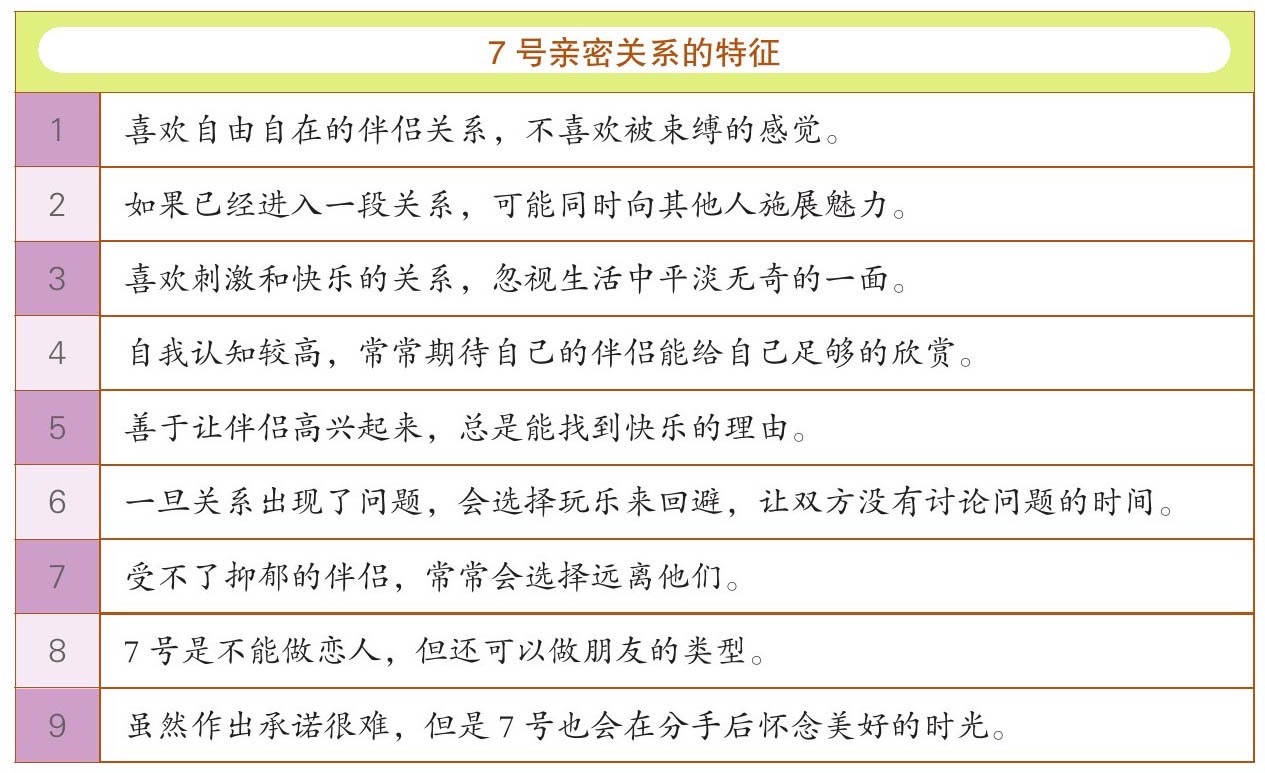 7 号亲密关系的特征
1 喜欢自由自在的伴侣关系，不喜欢被束缚的感觉。
2 如果已经进入一段关系，可能同时向其他人施展魅力。
3 喜欢刺激和快乐的关系，忽视生活中平淡无奇的一面。
4 自我认知较高，常常期待自己的伴侣能给自己足够的欣赏。
5 善于让伴侣高兴起来，总是能找到快乐的理由。
6 一旦关系出现了问题，会选择玩乐来回避，让双方没有讨论问题的时间。
7 受不了抑郁的伴侣，常常会选择远离他们。
8 7 号是不能做恋人，但还可以做朋友的类型。
9 虽然作出承诺很难，但是 7 号也会在分手后怀念美好的时光。